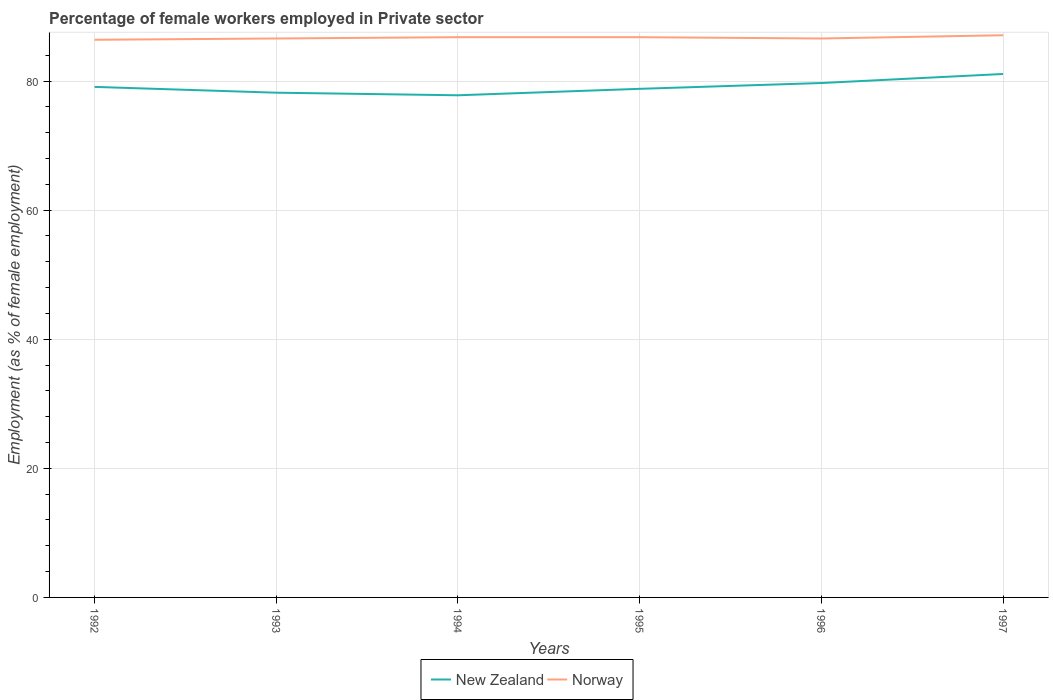 Percentage of female workers employed in Private sector
Employment (as % of female employment)
80
60
40
20
0
1992
1993
1994
1995
1996
1997
Years
New Zealand
Norway